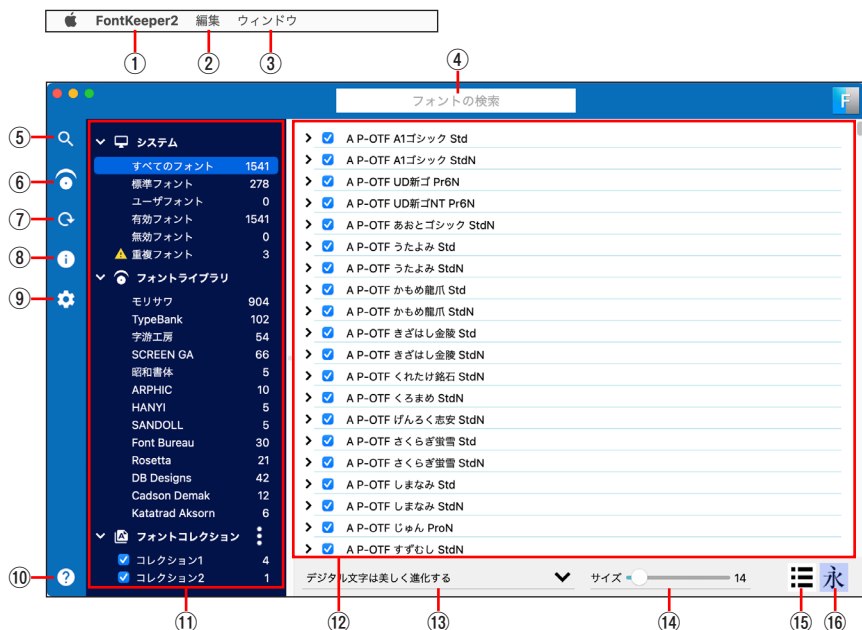 FontKeeper2 編集 ウィンドウ
① ② ③
④
フォントの検索
F
⑤
⑥
⑦
⑧
⑨
⑩
システム
すべてのフォント 1541
標準フォント 278
ユーザフォント 0
有効フォント 1541
無効フォント 0
重複フォント 3
フォントライブラリ
モリサワ 904
TypeBank 102
字游工房 54
SCREEN GA 66
昭和書体 5
ARPHIC 10
HANYI 5
SANDOLL 5
Font Bureau 30
Rosetta 21
DB Designs 42
Cadson Demak 12
Katatrad Aksorn 6
フォントコレクション
コレクション1 4
コレクション2 1
A P-OTF A1ゴシック Std
A P-OTF A1ゴシック StdN
A P-OTF UD新ゴ Pr6N
A P-OTF UD新ゴNT Pr6N
A P-OTF あおとゴシック StdN
A P-OTF うたよみ Std
A P-OTF うたよみ StdN
A P-OTF かもめ龍爪 Std
A P-OTF かもめ龍爪 StdN
A P-OTF きざはし金陵 Std
A P-OTF きざはし金陵 StdN
A P-OTF くれたけ銘石 StdN
A P-OTF くろまめ StdN
A P-OTF げんろく志安 StdN
A P-OTF さくらぎ蛍雪 Std
A P-OTF さくらぎ蛍雪 StdN
A P-OTF しまなみ Std
A P-OTF しまなみ StdN
A P-OTF じゅん ProN
A P-OTF すずむし StdN
デジタル文字は美しく進化する サイズ 14 永
⑪ ⑫ ⑬ ⑭ ⑮ ⑯